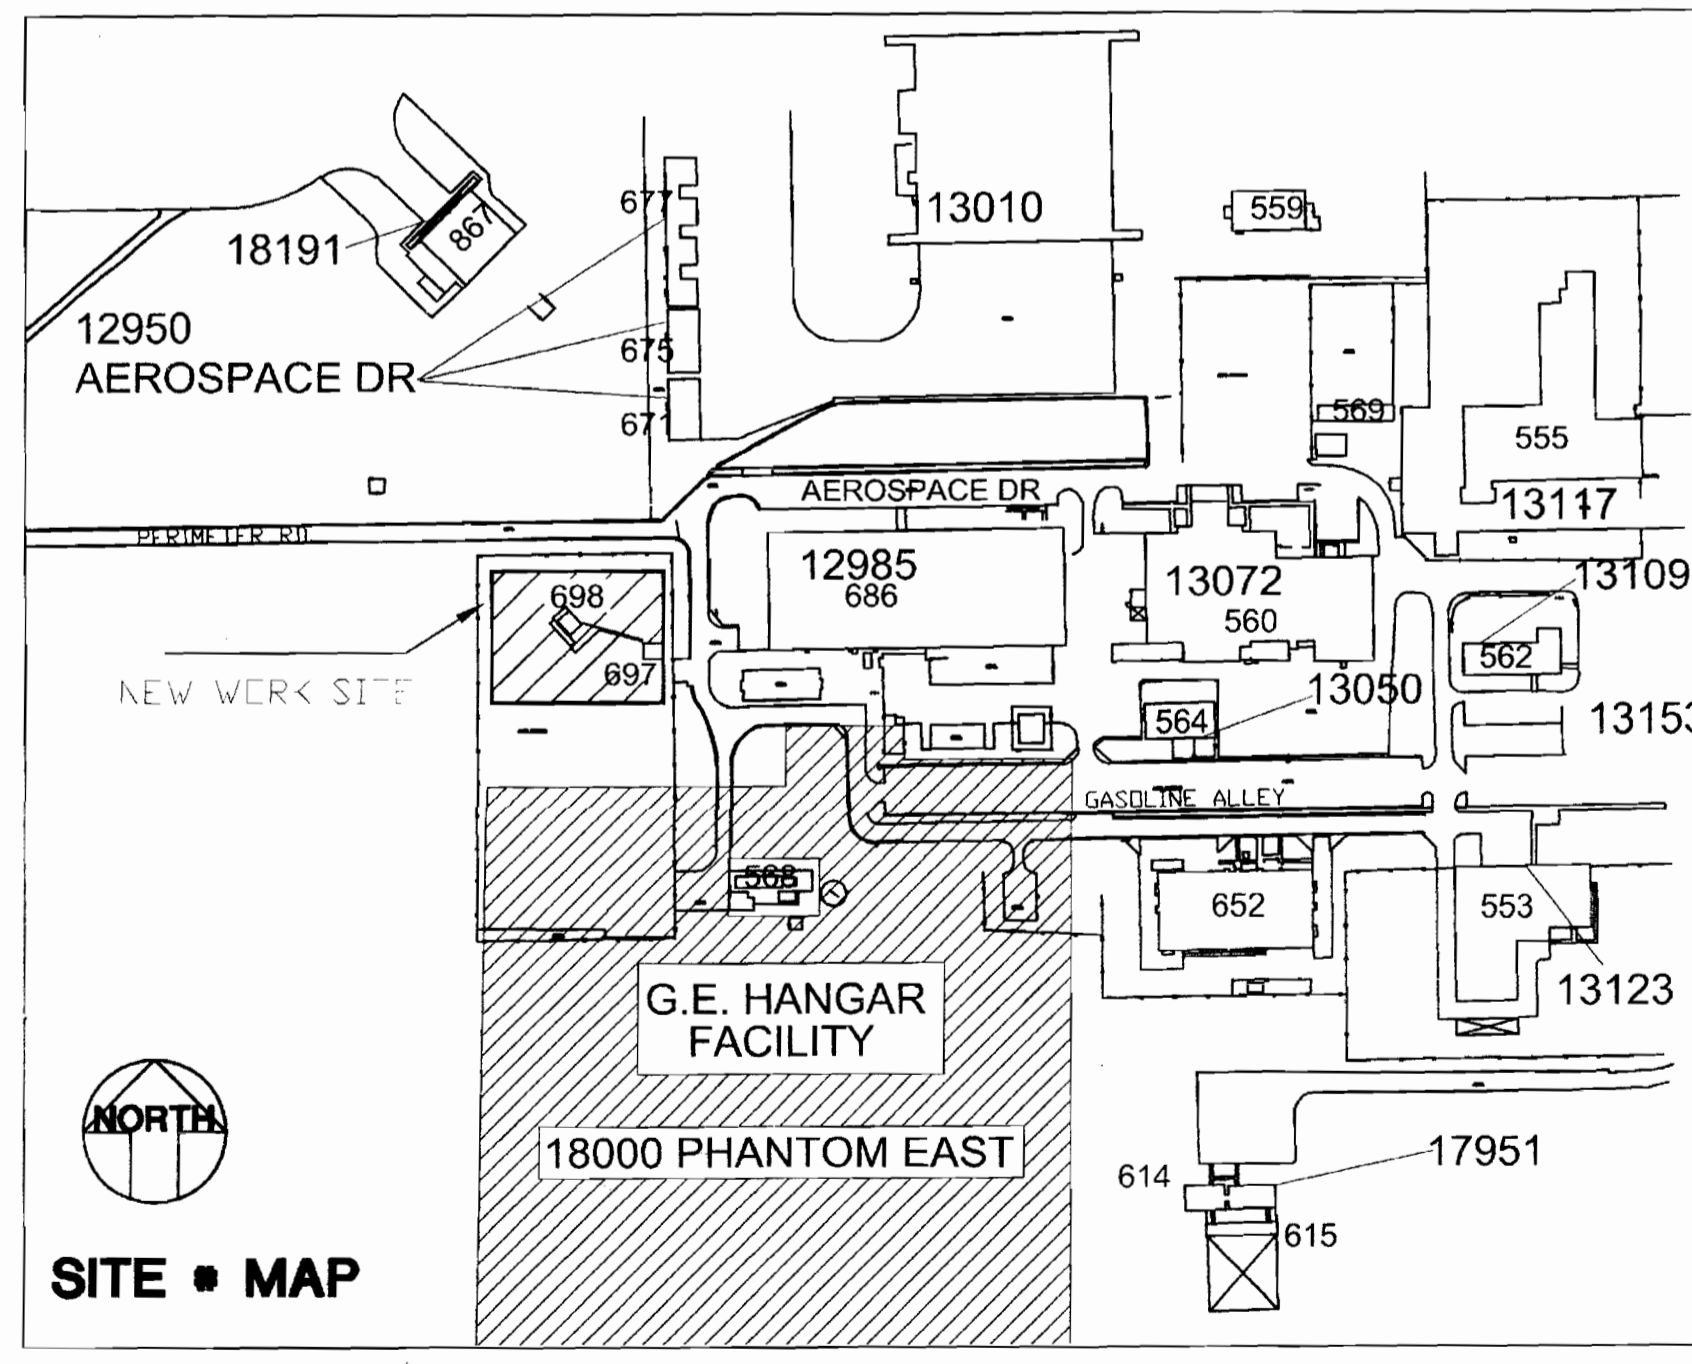 677
13010
559
18191
867
12950
AEROSPACE DR
675
671
569
555
AEROSPACE DR
13117
PERIMETER RD.
12985
686
13072
560
13109
698
697
562
NEW WORK SITE
13050
564
13153
GASOLINE ALLEY
568
652
553
13123
G.E. HANGAR
FACILITY
NORTH
18000 PHANTOM EAST
614
17951
615
SITE MAP